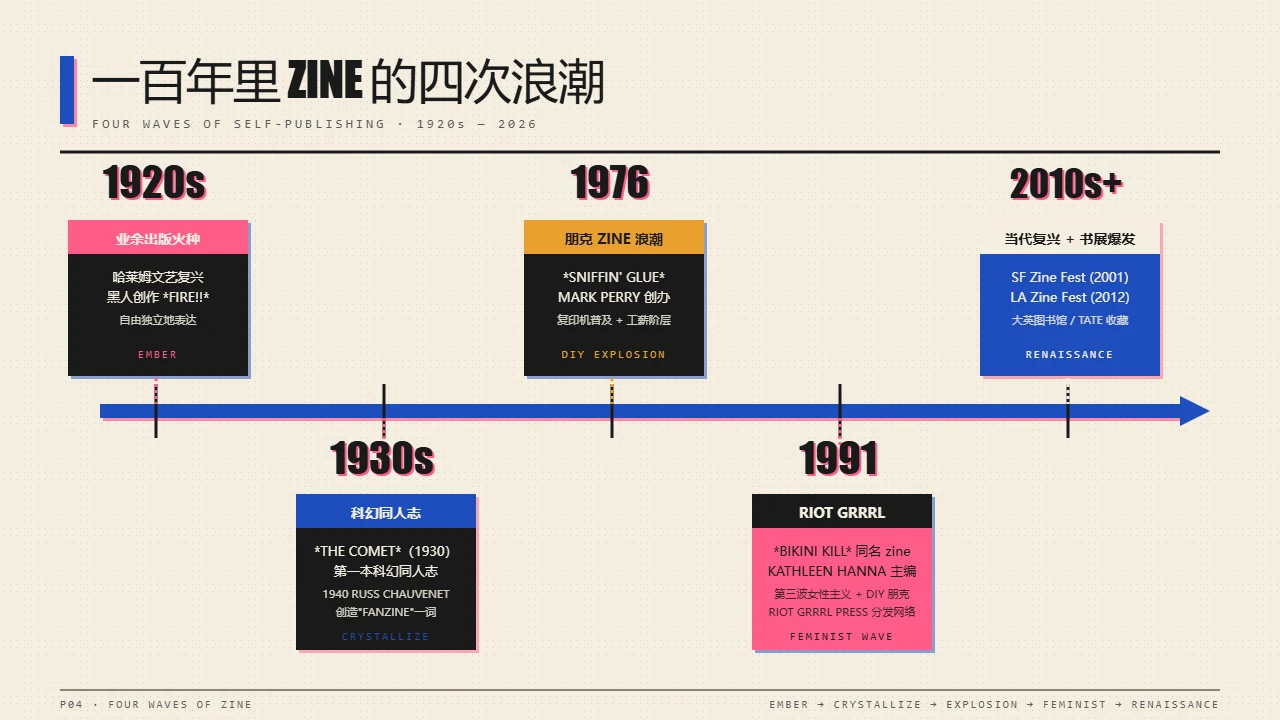 一百年里 ZINE 的四次浪潮
FOUR WAVES OF SELF-PUBLISHING · 1920s — 2026
1920s
业余出版火种
哈莱姆文艺复兴
黑人创作 *FIRE!!*
自由独立地表达
EMBER
1930s
科幻同人志
*THE COMET*（1930）
第一本科幻同人志
1940 RUSS CHAUVENET
创造"FANZINE"一词
CRYSTALLIZE
1976
朋克 ZINE 浪潮
*SNIFFIN' GLUE*
MARK PERRY 创办
复印机普及 + 工薪阶层
DIY EXPLOSION
1991
RIOT GRRRL
*BIKINI KILL* 同名 zine
KATHLEEN HANNA 主编
第三波女性主义 + DIY 朋克
RIOT GRRRL PRESS 分发网络
FEMINIST WAVE
2010s+
当代复兴 + 书展爆发
SF Zine Fest (2001)
LA Zine Fest (2012)
大英图书馆 / TATE 收藏
RENAISSANCE
P04 · FOUR WAVES OF ZINE
EMBER → CRYSTALLIZE → EXPLOSION → FEMINIST → RENAISSANCE